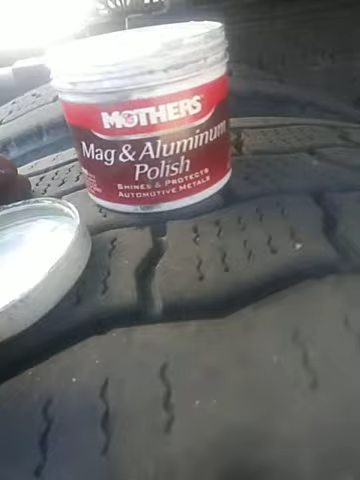 MOTHERS
Mag & Aluminum
Polish
SHINES & PROTECTS
AUTOMOTIVE METALS